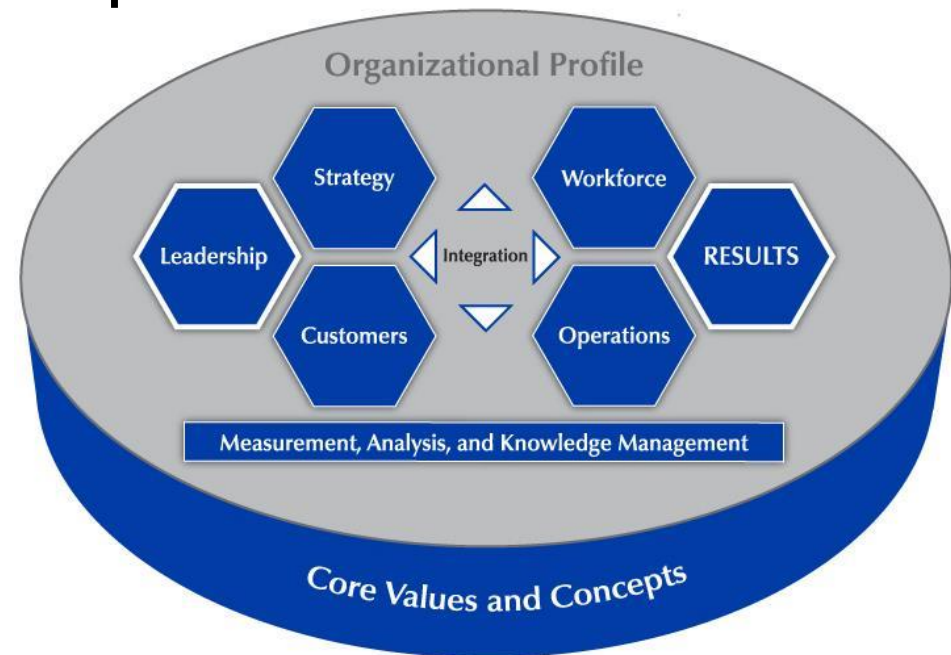 Organizational Profile
Strategy
Workforce
Leadership
Integration
RESULTS
Customers
Operations
Measurement, Analysis, and Knowledge Management
Core Values and Concepts